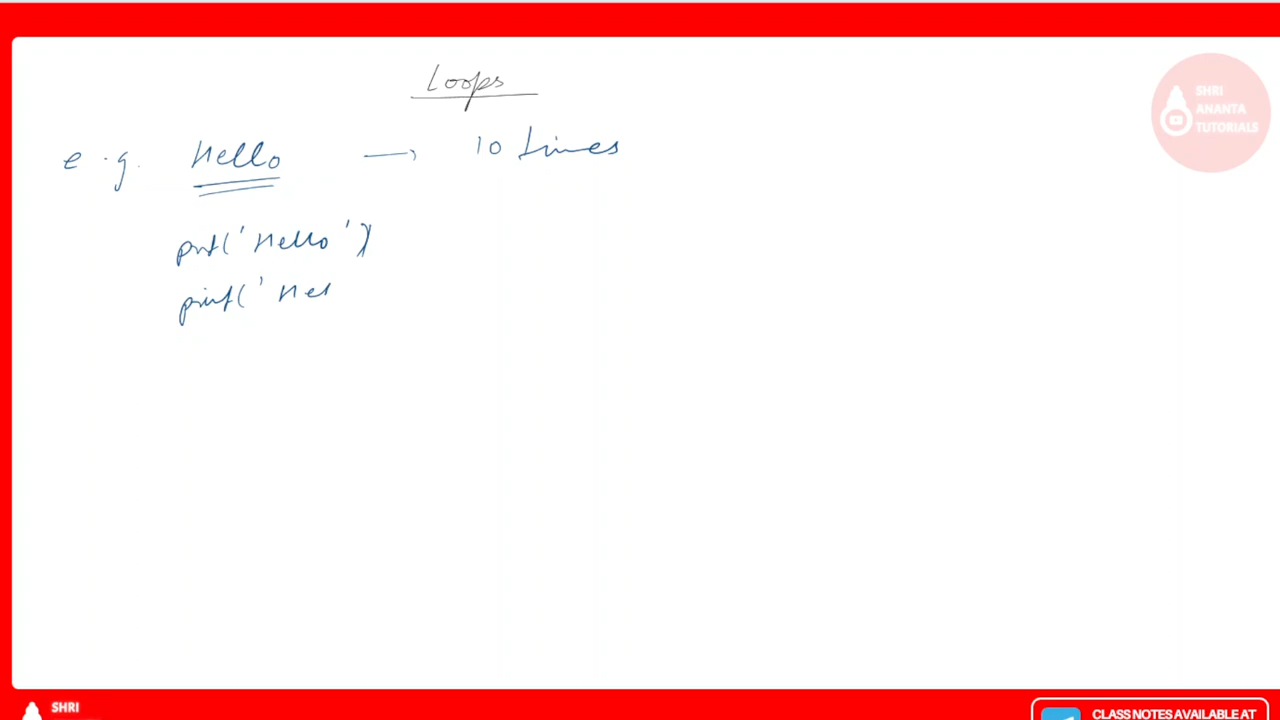 Loops
SHRI
ANANTA
TUTORIALS
e.g. Hello → 10 times
print('Hello')
print('Hel
SHRI
CLASS NOTES AVAILABLE AT